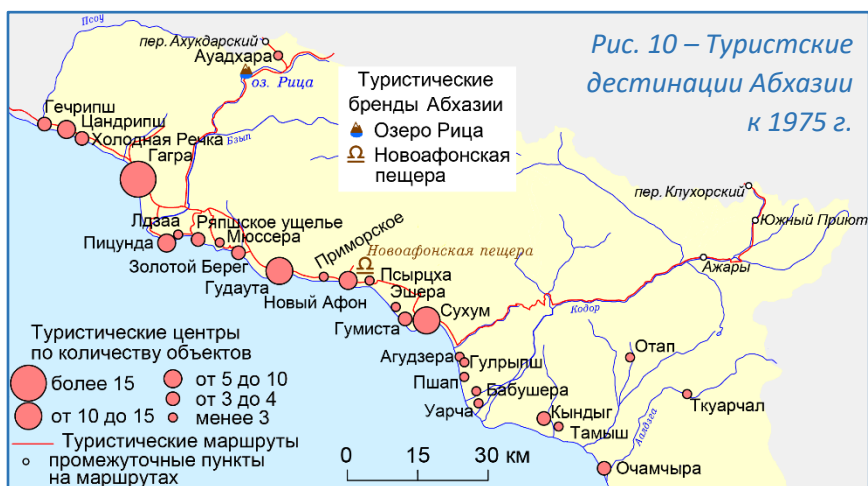 Рис. 10 – Туристские
дестинации Абхазии
к 1975 г.
Псоу
пер. Ахукдарский
Ауадхара
оз. Рица
Туристические
бренды Абхазии
Озеро Рица
Новоафонская
пещера
Гечрипш
Цандрипш
Холодная Речка
Гагра
Бзып
пер. Клухорский
Южный Приют
Лдзаа
Ряпшское ущелье
Мюссера
Пицунда
Приморское
Новоафонская пещера
Золотой Берег
Ажары
Гудаута
Псырцха
Новый Афон
Эшера
Сухум
Гумиста
Кодор
Туристические центры
по количеству объектов
более 15
от 5 до 10
от 3 до 4
от 10 до 15
менее 3
Туристические маршруты
промежуточные пункты
на маршрутах
Агудзера
Гулрыпш
Отап
Пшап
Бабушера
Уарча
Ткуарчал
Кындыг
Тамыш
Аалдзга
Очамчыра
0 15 30 км